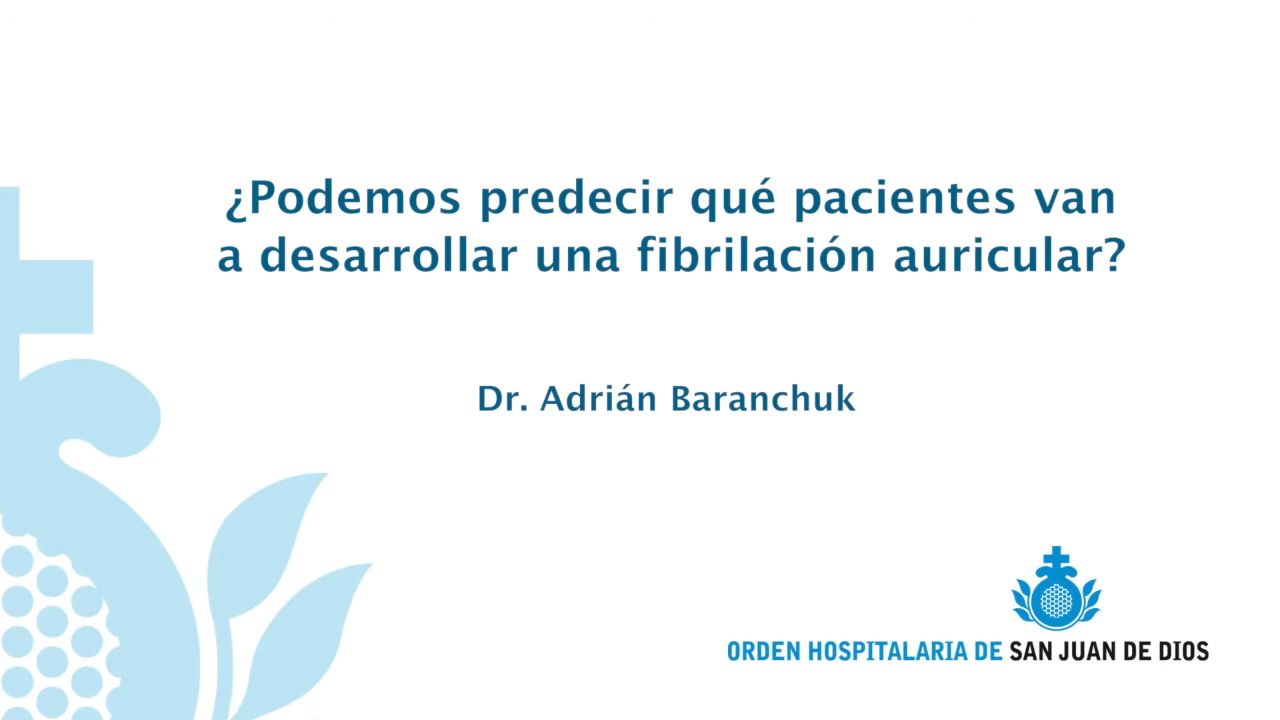 ¿Podemos predecir qué pacientes van
a desarrollar una fibrilación auricular?
Dr. Adrián Baranchuk
ORDEN HOSPITALARIA DE SAN JUAN DE DIOS